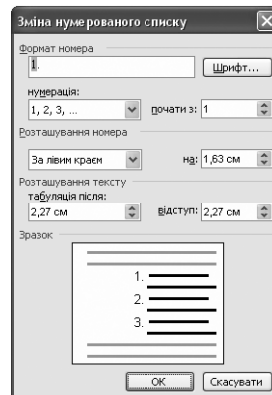 Зміна нумерованого списку
Формат номера
1.
Шрифт...
нумерація:
1, 2, 3, ...
почати з: 1
Розташування номера
За лівим краєм
на: 1,63 см
Розташування тексту
табуляція після:
2,27 см
відступ: 2,27 см
Зразок
1.
2.
3.
ОК
Скасувати